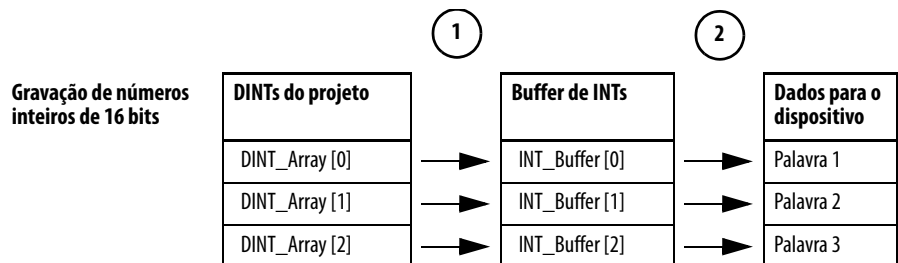 1
2
Gravação de números
inteiros de 16 bits
DINTs do projeto
Buffer de INTs
Dados para o
dispositivo
DINT_Array [0]
INT_Buffer [0]
Palavra 1
DINT_Array [1]
INT_Buffer [1]
Palavra 2
DINT_Array [2]
INT_Buffer [2]
Palavra 3